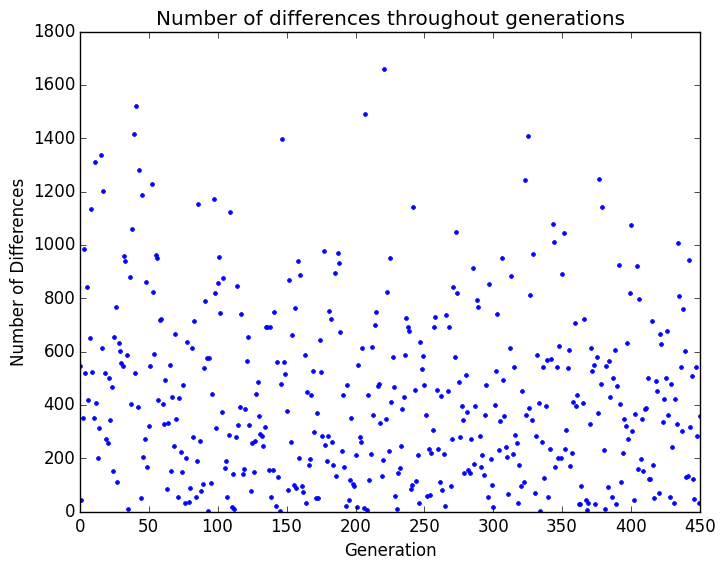 Number of differences throughout generations
1800
1600
1400
1200
1000
800
600
400
200
0
Number of Differences
0 50 100 150 200 250 300 350 400 450
Generation